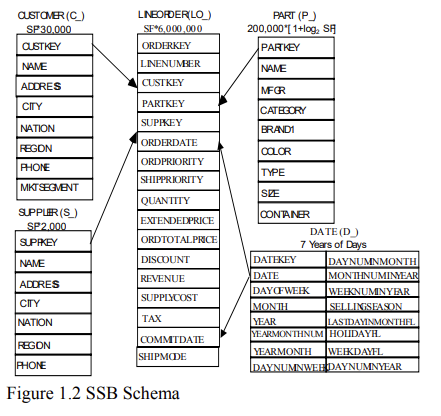 CUSTOMER (C_)
SF*30,000
CUSTKEY
NAME
ADDRESS
CITY
NATION
REGION
PHONE
MKTSEGMENT
SUPPLIER (S_)
SF*2,000
SUPPKEY
NAME
ADDRESS
CITY
NATION
REGION
PHONE
LINEORDER(LO_)
SF*6,000,000
ORDERKEY
LINENUMBER
CUSTKEY
PARTKEY
SUPPKEY
ORDERDATE
ORDPRIORITY
SHIPPRIORITY
QUANTITY
EXTENDEDPRICE
ORDTOTALPRICE
DISCOUNT
REVENUE
SUPPLYCOST
TAX
COMMITDATE
SHIPMODE
PART (P_)
200,000*[1+log₂ SF]
PARTKEY
NAME
MFGR
CATEGORY
BRAND1
COLOR
TYPE
SIZE
CONTAINER
DATE (D_)
7 Years of Days
DATEKEY DAYNUMINMONTH
DATE MONTHNUMINYEAR
DAYOFWEEK WEEKNUMINYEAR
MONTH SELLINGSEASON
YEAR LASTDAYINMONTHFL
YEARMONTHNUM HOLIDAYFL
YEARMONTH WEEKDAYFL
DAYNUMINWEEK DAYNUMINYEAR
Figure 1.2 SSB Schema